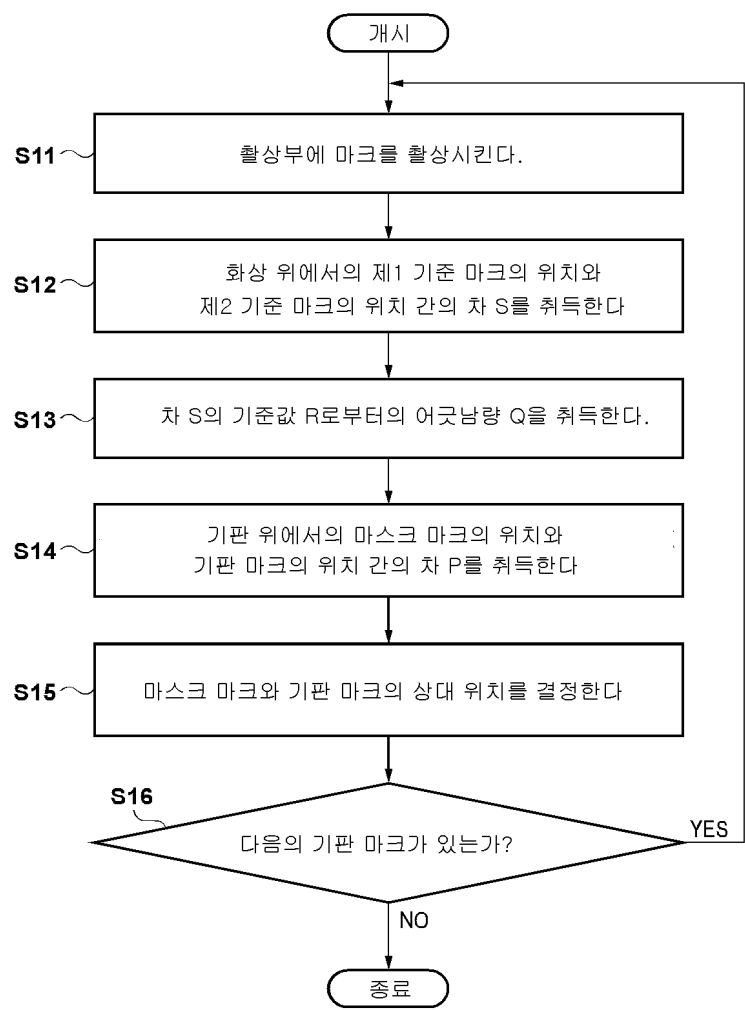 개시
S11
촬상부에 마크를 촬상시킨다.
S12
화상 위에서의 제1 기준 마크의 위치와
제2 기준 마크의 위치 간의 차 S를 취득한다
S13
차 S의 기준값 R로부터의 어긋남량 Q을 취득한다.
S14
기판 위에서의 마스크 마크의 위치와
기판 마크의 위치 간의 차 P를 취득한다
S15
마스크 마크와 기판 마크의 상대 위치를 결정한다
S16
다음의 기판 마크가 있는가?
YES
NO
종료